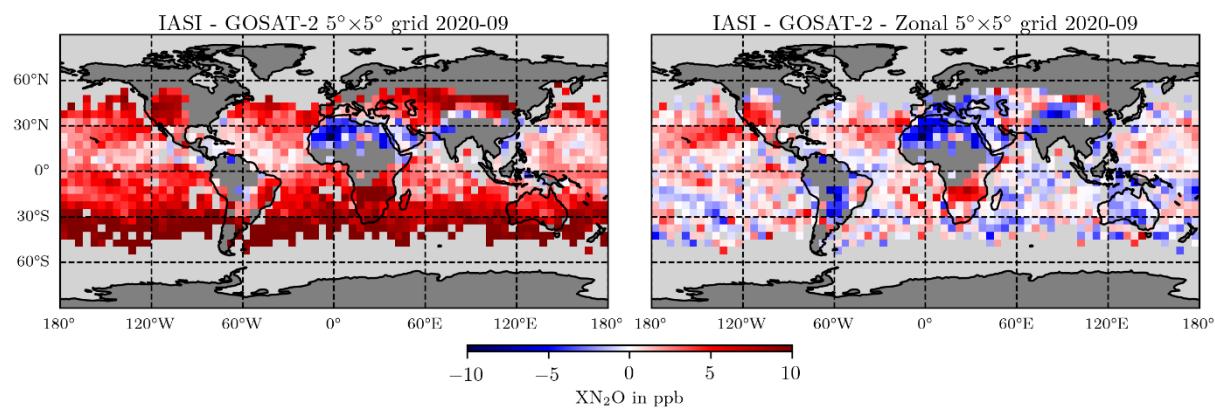 IASI - GOSAT-2 5°×5° grid 2020-09
IASI - GOSAT-2 - Zonal 5°×5° grid 2020-09
60°N
30°N
0°
30°S
60°S
180° 120°W 60°W 0° 60°E 120°E 180°
180° 120°W 60°W 0° 60°E 120°E 180°
−10 −5 0 5 10
XN₂O in ppb